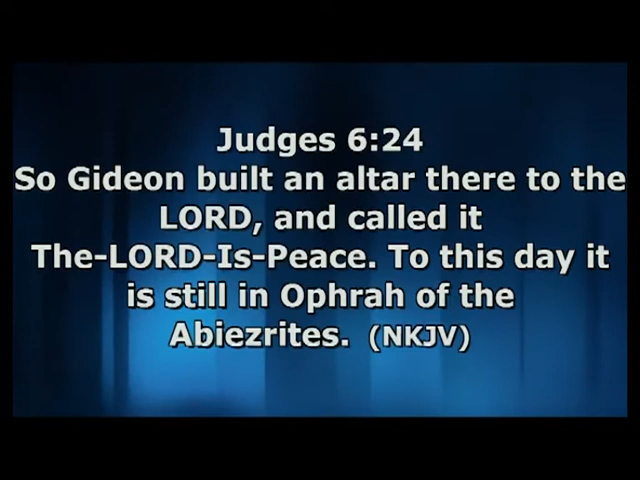 Judges 6:24
So Gideon built an altar there to the
LORD, and called it
The-LORD-Is-Peace. To this day it
is still in Ophrah of the
Abiezrites. (NKJV)